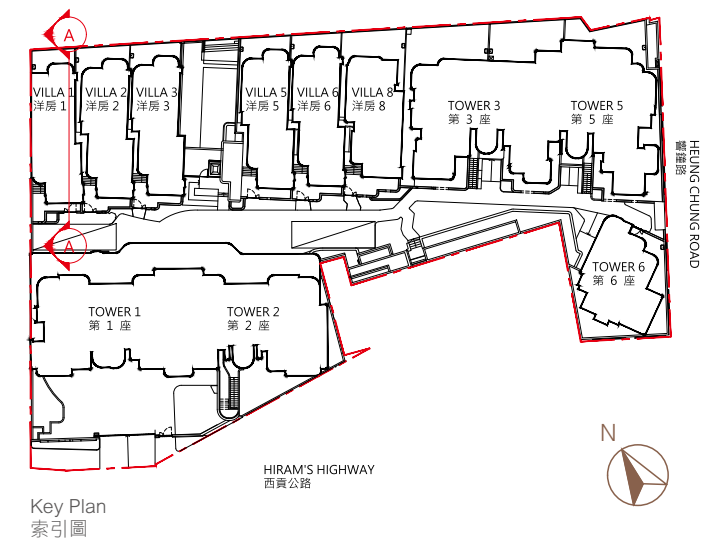 A
VILLA 1
洋房 1
VILLA 2
洋房 2
VILLA 3
洋房 3
VILLA 5
洋房 5
VILLA 6
洋房 6
VILLA 8
洋房 8
TOWER 3
第 3 座
TOWER 5
第 5 座
HEUNG CHUNG ROAD
響鐘路
A
TOWER 6
第 6 座
TOWER 1
第 1 座
TOWER 2
第 2 座
N
HIRAM'S HIGHWAY
西貢公路
Key Plan
索引圖